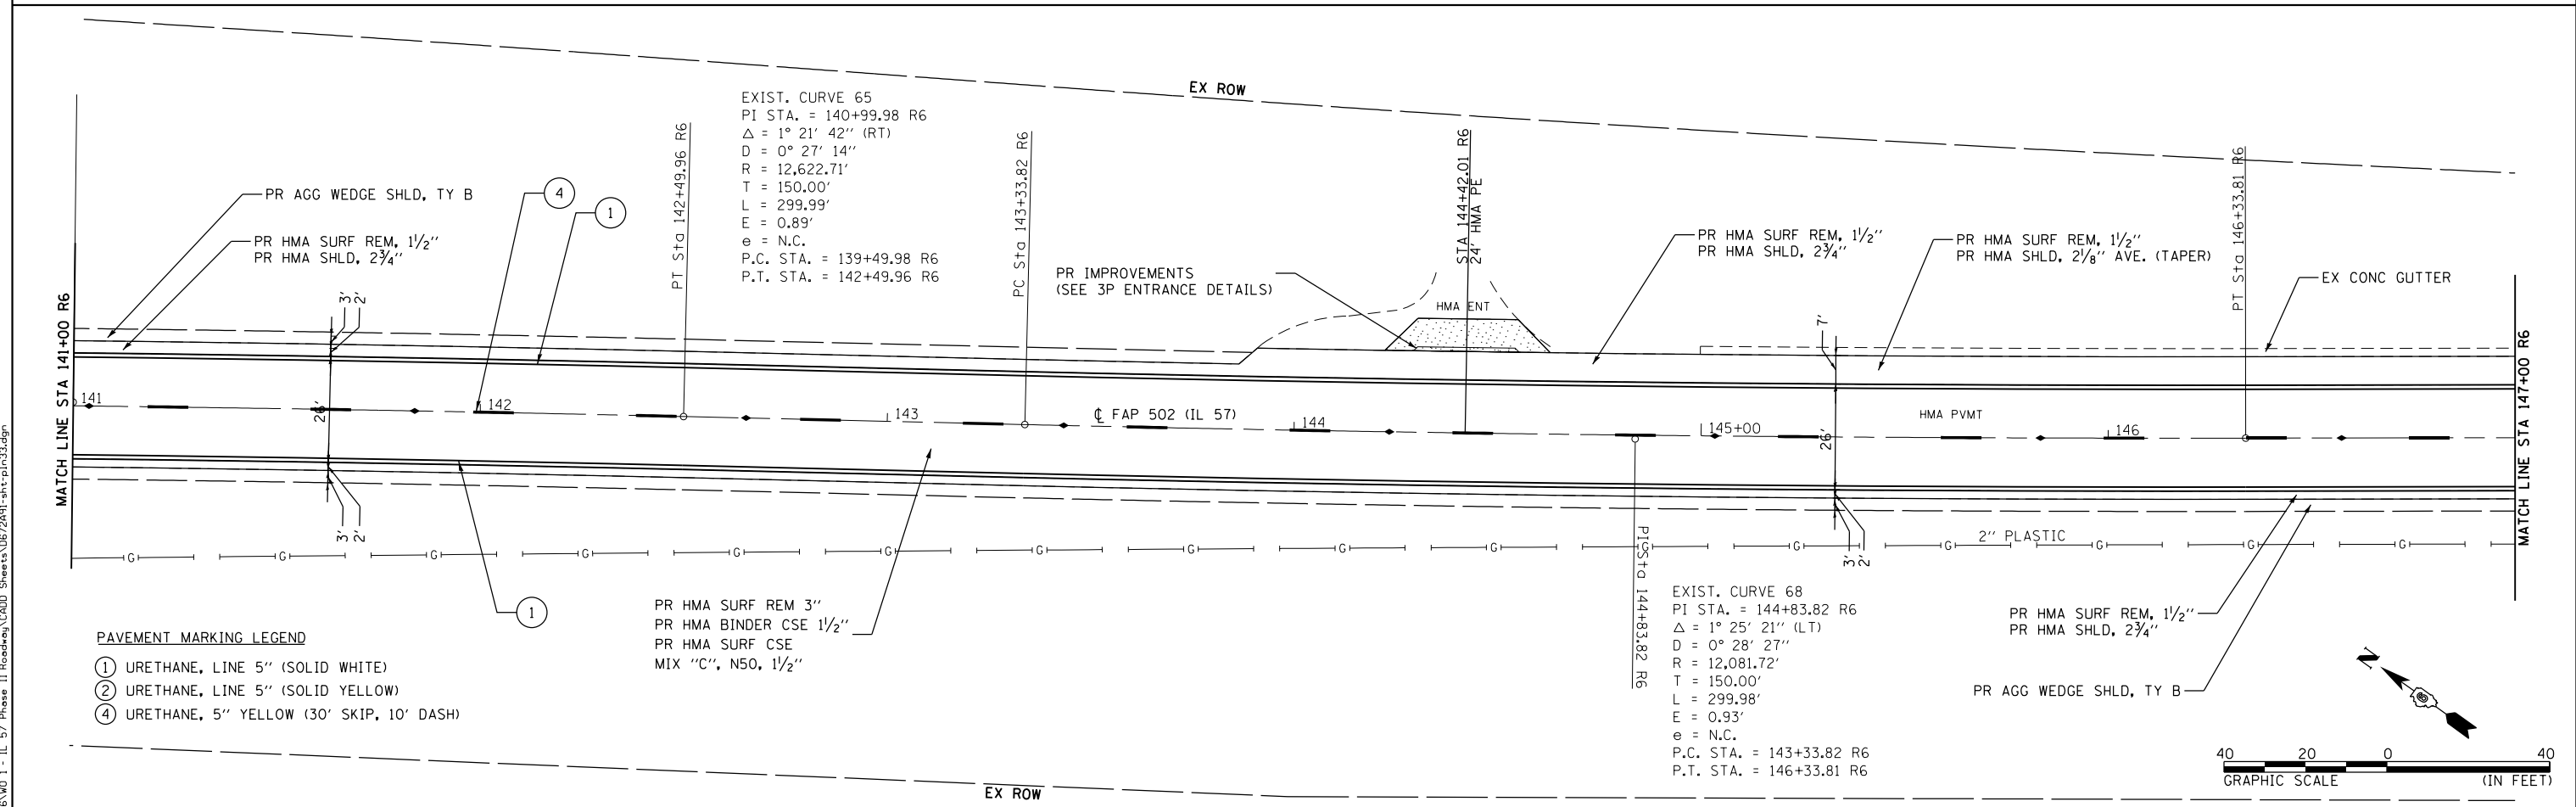 EX ROW
EXIST. CURVE 65
PI STA. = 140+99.98 R6
Δ = 1° 21' 42" (RT)
D = 0° 27' 14"
R = 12,622.71'
T = 150.00'
L = 299.99'
E = 0.89'
e = N.C.
P.C. STA. = 139+49.98 R6
P.T. STA. = 142+49.96 R6
PT Sta 142+49.96 R6
PC Sta 143+33.82 R6
STA 144+42.01 R6
24' HMA PE
PT Sta 146+33.81 R6
PR AGG WEDGE SHLD, TY B
4
1
PR HMA SURF REM, 1½"
PR HMA SHLD, 2¾"
PR IMPROVEMENTS
(SEE 3P ENTRANCE DETAILS)
HMA ENT
PR HMA SURF REM, 1½"
PR HMA SHLD, 2¾"
PR HMA SURF REM, 1½"
PR HMA SHLD, 2⅛" AVE. (TAPER)
EX CONC GUTTER
MATCH LINE STA 141+00 R6
3'
2'
7'
141
142
143
℄ FAP 502 (IL 57)
144
145+00
HMA PVMT
146
26'
26'
MATCH LINE STA 147+00 R6
3'
2'
3'
2'
G G G G G G G G G G G G G G G G
2" PLASTIC
PI Sta 144+83.82 R6
1
PR HMA SURF REM 3"
PR HMA BINDER CSE 1½"
PR HMA SURF CSE
MIX "C", N50, 1½"
EXIST. CURVE 68
PI STA. = 144+83.82 R6
Δ = 1° 25' 21" (LT)
D = 0° 28' 27"
R = 12,081.72'
T = 150.00'
L = 299.98'
E = 0.93'
e = N.C.
P.C. STA. = 143+33.82 R6
P.T. STA. = 146+33.81 R6
PR HMA SURF REM, 1½"
PR HMA SHLD, 2¾"
PR AGG WEDGE SHLD, TY B
PAVEMENT MARKING LEGEND
1 URETHANE, LINE 5" (SOLID WHITE)
2 URETHANE, LINE 5" (SOLID YELLOW)
4 URETHANE, 5" YELLOW (30' SKIP, 10' DASH)
N
40 20 0 40
GRAPHIC SCALE (IN FEET)
EX ROW